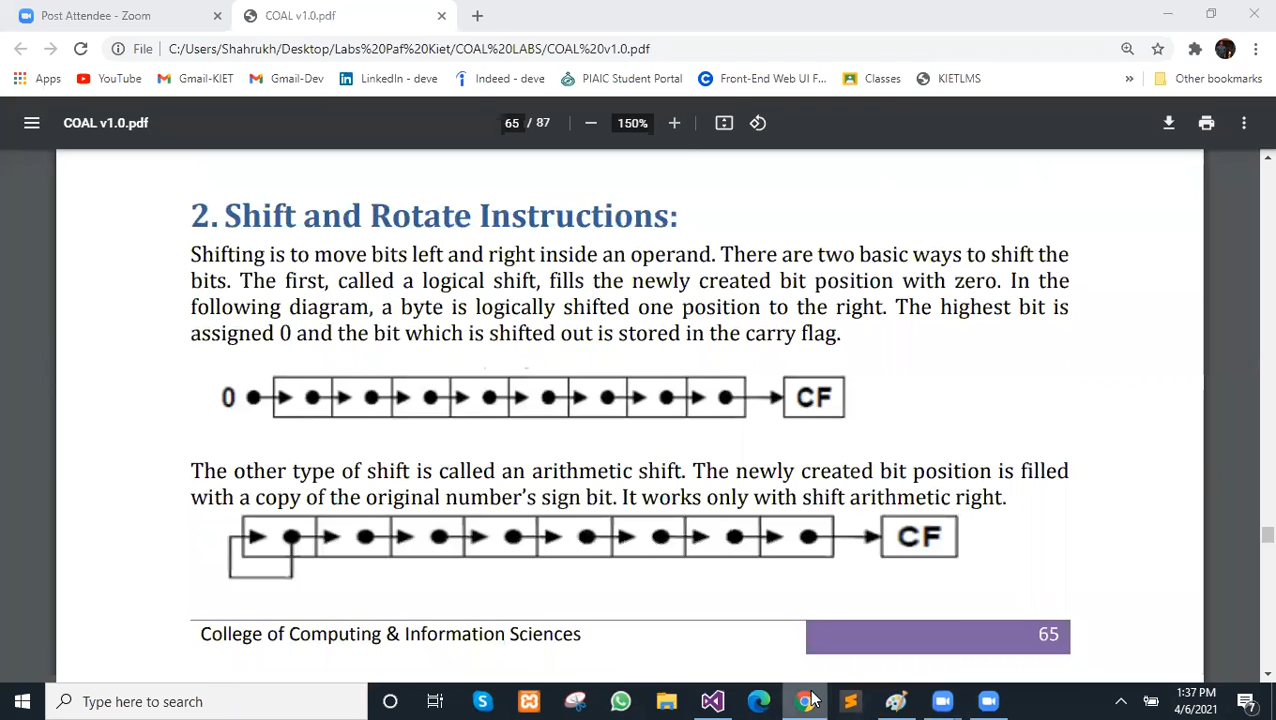 Post Attendee - Zoom
COAL v1.0.pdf
File C:/Users/Shahrukh/Desktop/Labs%20Paf%20Kiet/COAL%20LABS/COAL%20v1.0.pdf
Apps YouTube Gmail-KIET Gmail-Dev LinkedIn - deve Indeed - deve PIAIC Student Portal Front-End Web UI F... Classes KIETLMS » Other bookmarks
COAL v1.0.pdf 65 / 87 150%
2. Shift and Rotate Instructions:
Shifting is to move bits left and right inside an operand. There are two basic ways to shift the
bits. The first, called a logical shift, fills the newly created bit position with zero. In the
following diagram, a byte is logically shifted one position to the right. The highest bit is
assigned 0 and the bit which is shifted out is stored in the carry flag.
0 CF
The other type of shift is called an arithmetic shift. The newly created bit position is filled
with a copy of the original number's sign bit. It works only with shift arithmetic right.
CF
College of Computing & Information Sciences 65
Type here to search
1:37 PM
4/6/2021
7